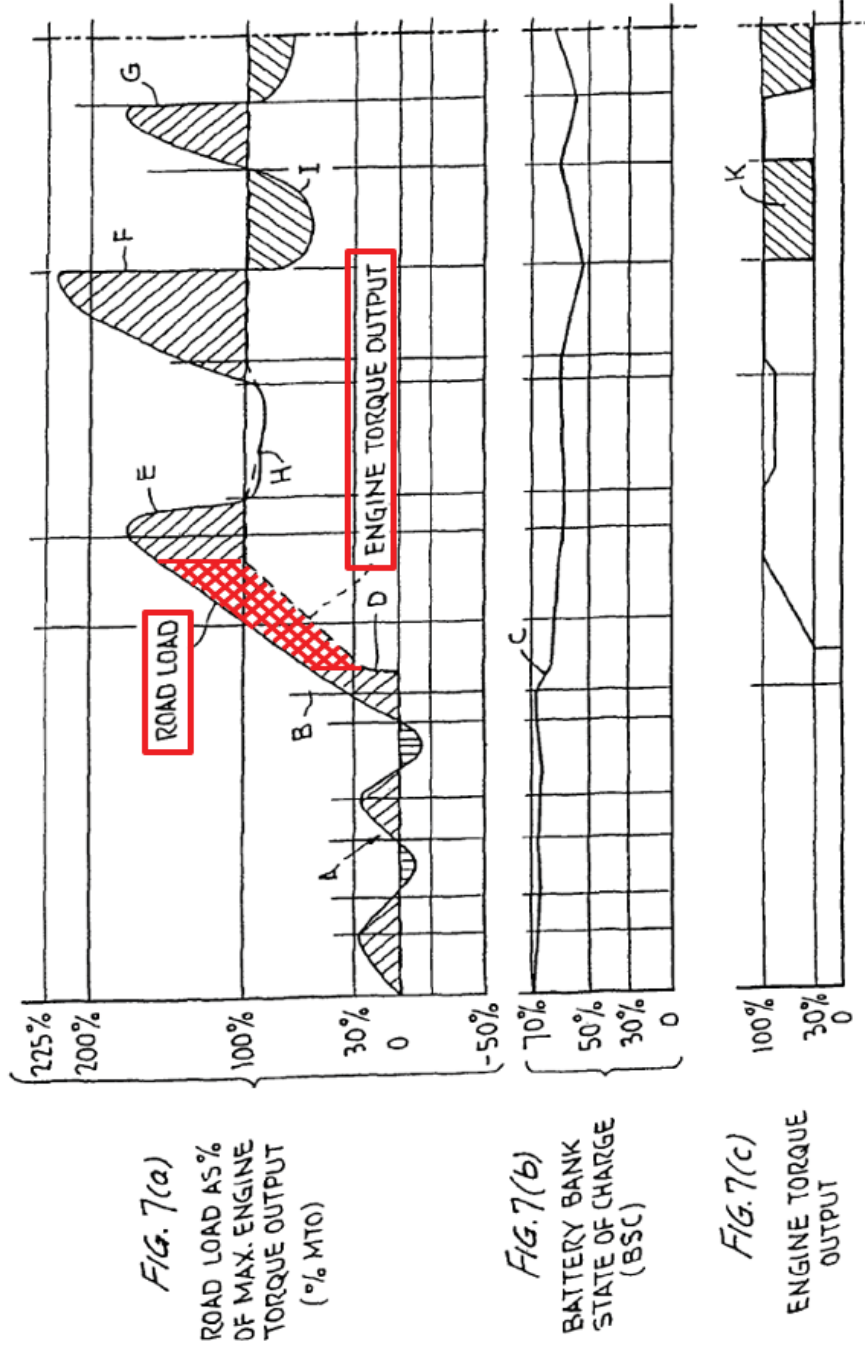 FIG. 7(a)
ROAD LOAD AS %
OF MAX. ENGINE
TORQUE OUTPUT
(% MTO)
225%
200%
100%
30%
0
-50%
A
B
ROAD LOAD
D
ENGINE TORQUE OUTPUT
E
H
F
I
G
FIG. 7(b)
BATTERY BANK
STATE OF CHARGE
(BSC)
70%
50%
30%
0
C
FIG. 7(c)
ENGINE TORQUE
OUTPUT
100%
30%
0
K